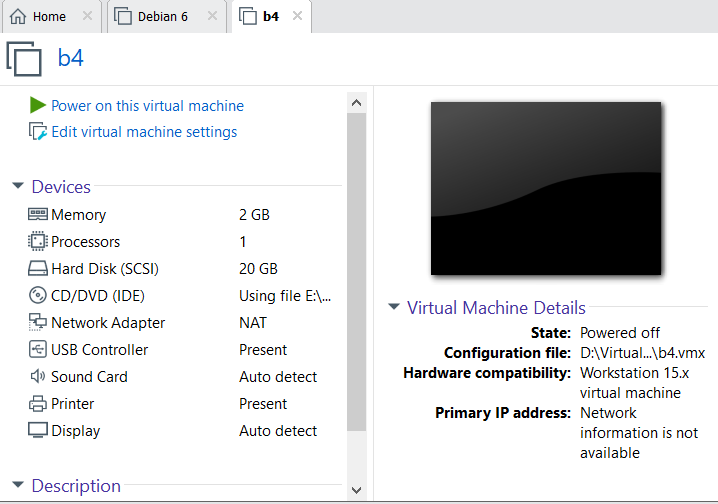 Home Debian 6 b4
b4
Power on this virtual machine
Edit virtual machine settings
Devices
Memory 2 GB
Processors 1
Hard Disk (SCSI) 20 GB
CD/DVD (IDE) Using file E:\...
Network Adapter NAT
USB Controller Present
Sound Card Auto detect
Printer Present
Display Auto detect
Description
Virtual Machine Details
State: Powered off
Configuration file: D:\Virtual...\b4.vmx
Hardware compatibility: Workstation 15.x
virtual machine
Primary IP address: Network
information is not
available